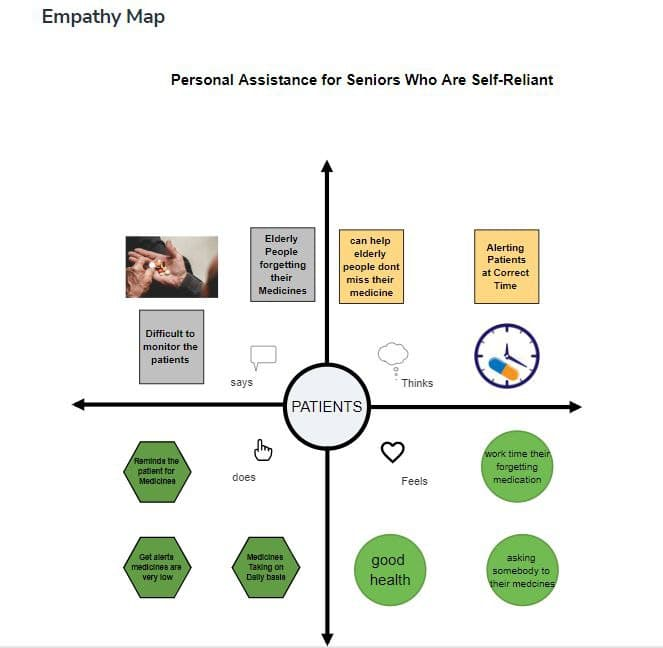 Empathy Map
Personal Assistance for Seniors Who Are Self-Reliant
Elderly
People
forgetting
their
Medicines
can help
elderly
people dont
miss their
medicine
Alerting
Patients
at Correct
Time
Difficult to
monitor the
patients
says
Thinks
PATIENTS
does
Feels
Reminds the
patient for
Medicines
work time their
forgetting
medication
Get alerts
medicines are
very low
Medicines
Taking on
Daily basis
good
health
asking
somebody to
their medcines